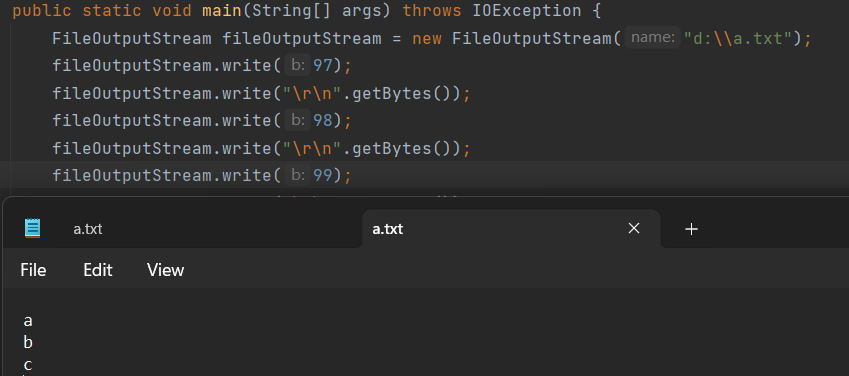 public static void main(String[] args) throws IOException {
FileOutputStream fileOutputStream = new FileOutputStream( name: "d:\\a.txt");
fileOutputStream.write( b: 97);
fileOutputStream.write("\r\n".getBytes());
fileOutputStream.write( b: 98);
fileOutputStream.write("\r\n".getBytes());
fileOutputStream.write( b: 99);
a.txt
a.txt
File Edit View
a
b
c